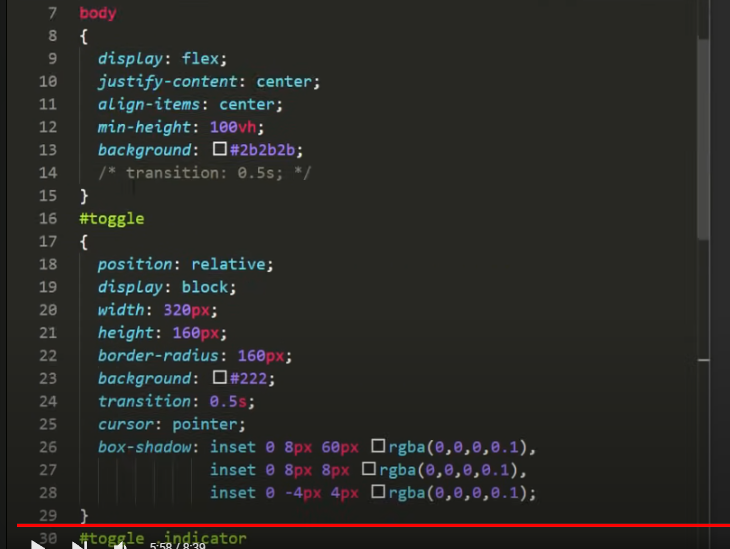 7 body
8 {
9 display: flex;
10 justify-content: center;
11 align-items: center;
12 min-height: 100vh;
13 background: #2b2b2b;
14 /* transition: 0.5s; */
15 }
16 #toggle
17 {
18 position: relative;
19 display: block;
20 width: 320px;
21 height: 160px;
22 border-radius: 160px;
23 background: #222;
24 transition: 0.5s;
25 cursor: pointer;
26 box-shadow: inset 0 8px 60px rgba(0,0,0,0.1),
27 inset 0 8px 8px rgba(0,0,0,0.1),
28 inset 0 -4px 4px rgba(0,0,0,0.1);
29 }
30 #toggle .indicator
5:58 / 8:39